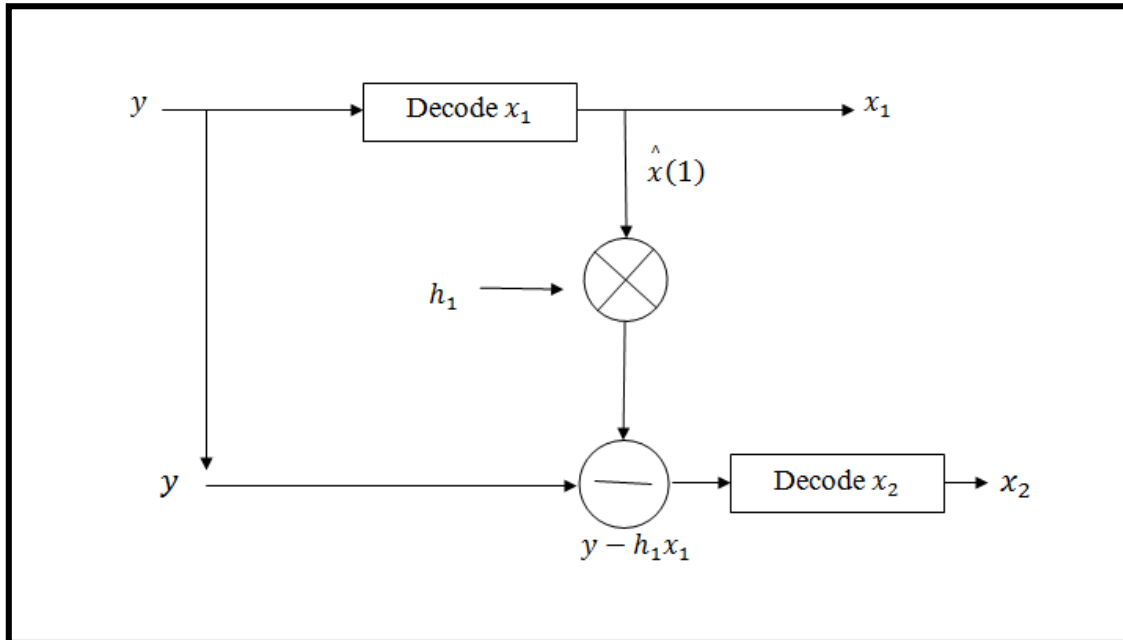 y
Decode x₁
x₁
x̂(1)
h₁
y
Decode x₂
x₂
y − h₁x₁